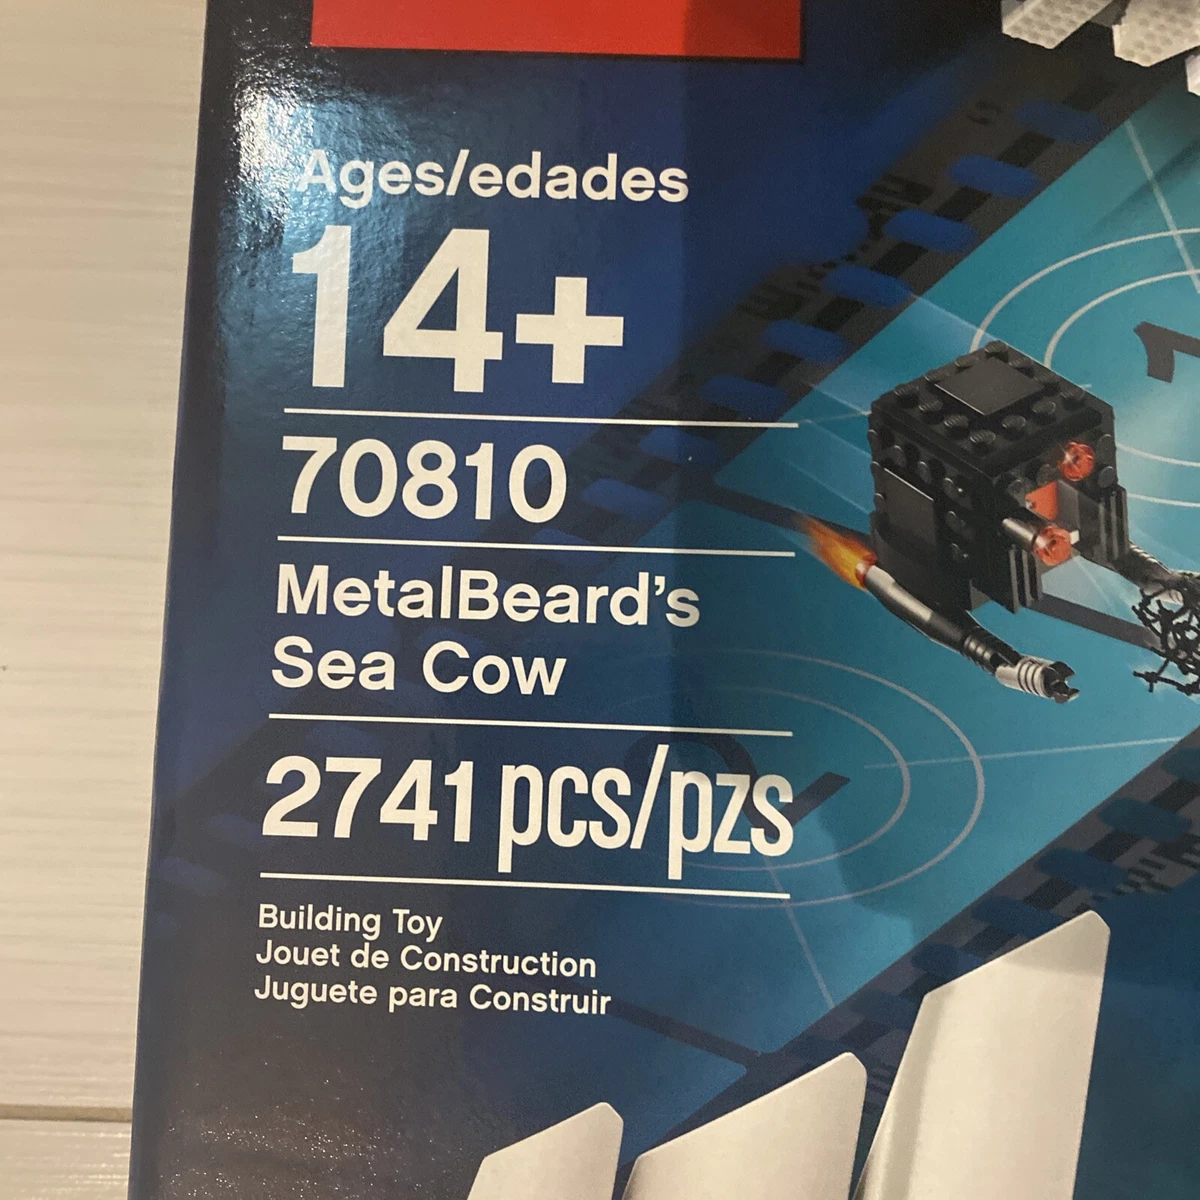 Ages/edades
14+
70810
MetalBeard's
Sea Cow
2741 pcs/pzs
Building Toy
Jouet de Construction
Juguete para Construir